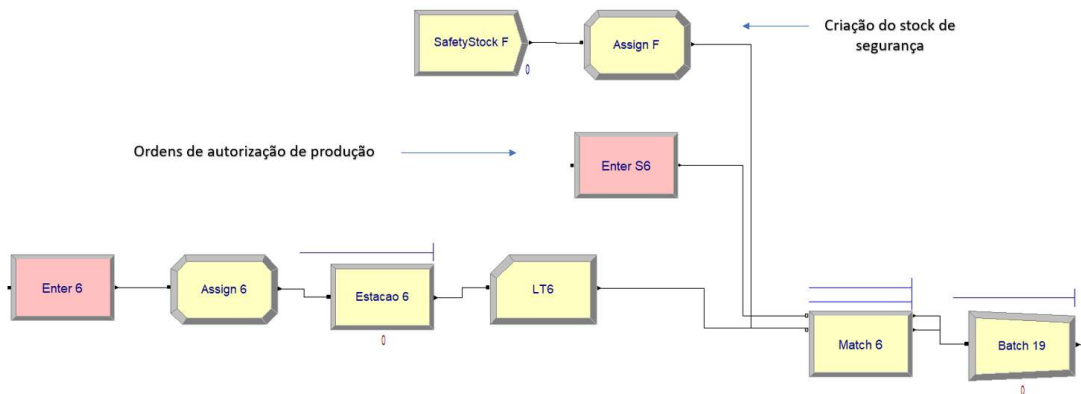 SafetyStock F
Assign F
Criação do stock de
segurança
0
Ordens de autorização de produção
Enter S6
Enter 6
Assign 6
Estacao 6
LT6
0
Match 6
Batch 19
0